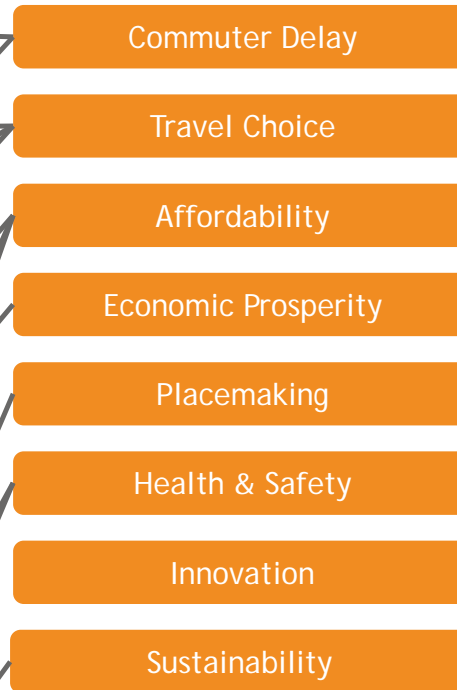 Commuter Delay
Travel Choice
Affordability
Economic Prosperity
Placemaking
Health & Safety
Innovation
Sustainability